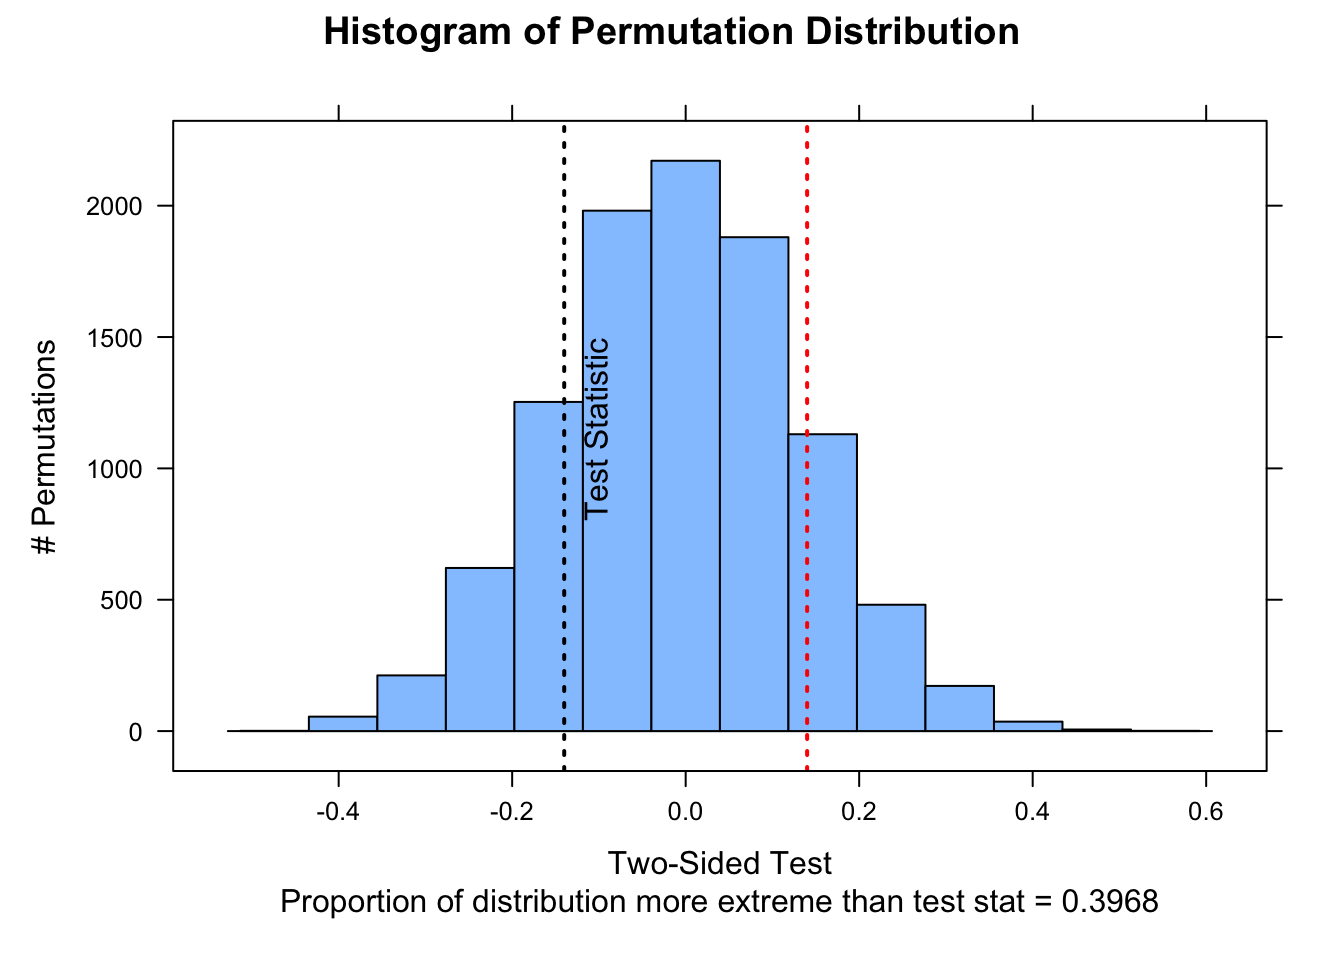 Histogram of Permutation Distribution
# Permutations
2000
1500
1000
500
0
Test Statistic
-0.4 -0.2 0.0 0.2 0.4 0.6
Two-Sided Test
Proportion of distribution more extreme than test stat = 0.3968